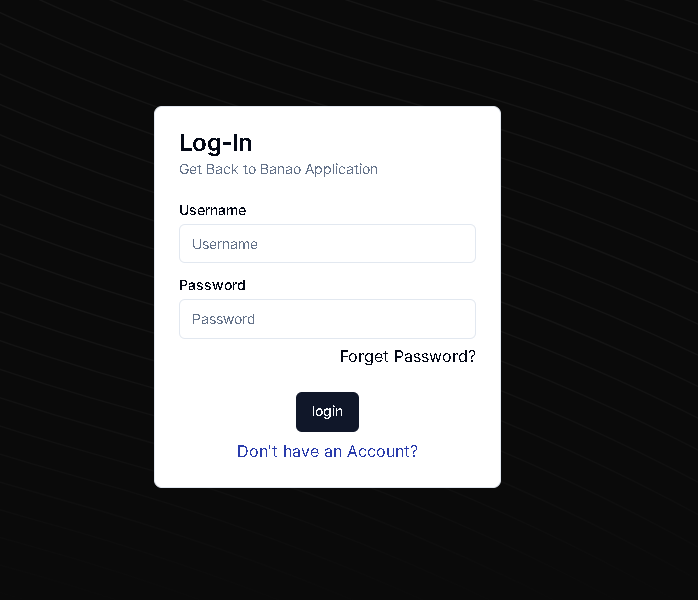 Log-In
Get Back to Banao Application
Username
Username
Password
Password
Forget Password?
login
Don't have an Account?